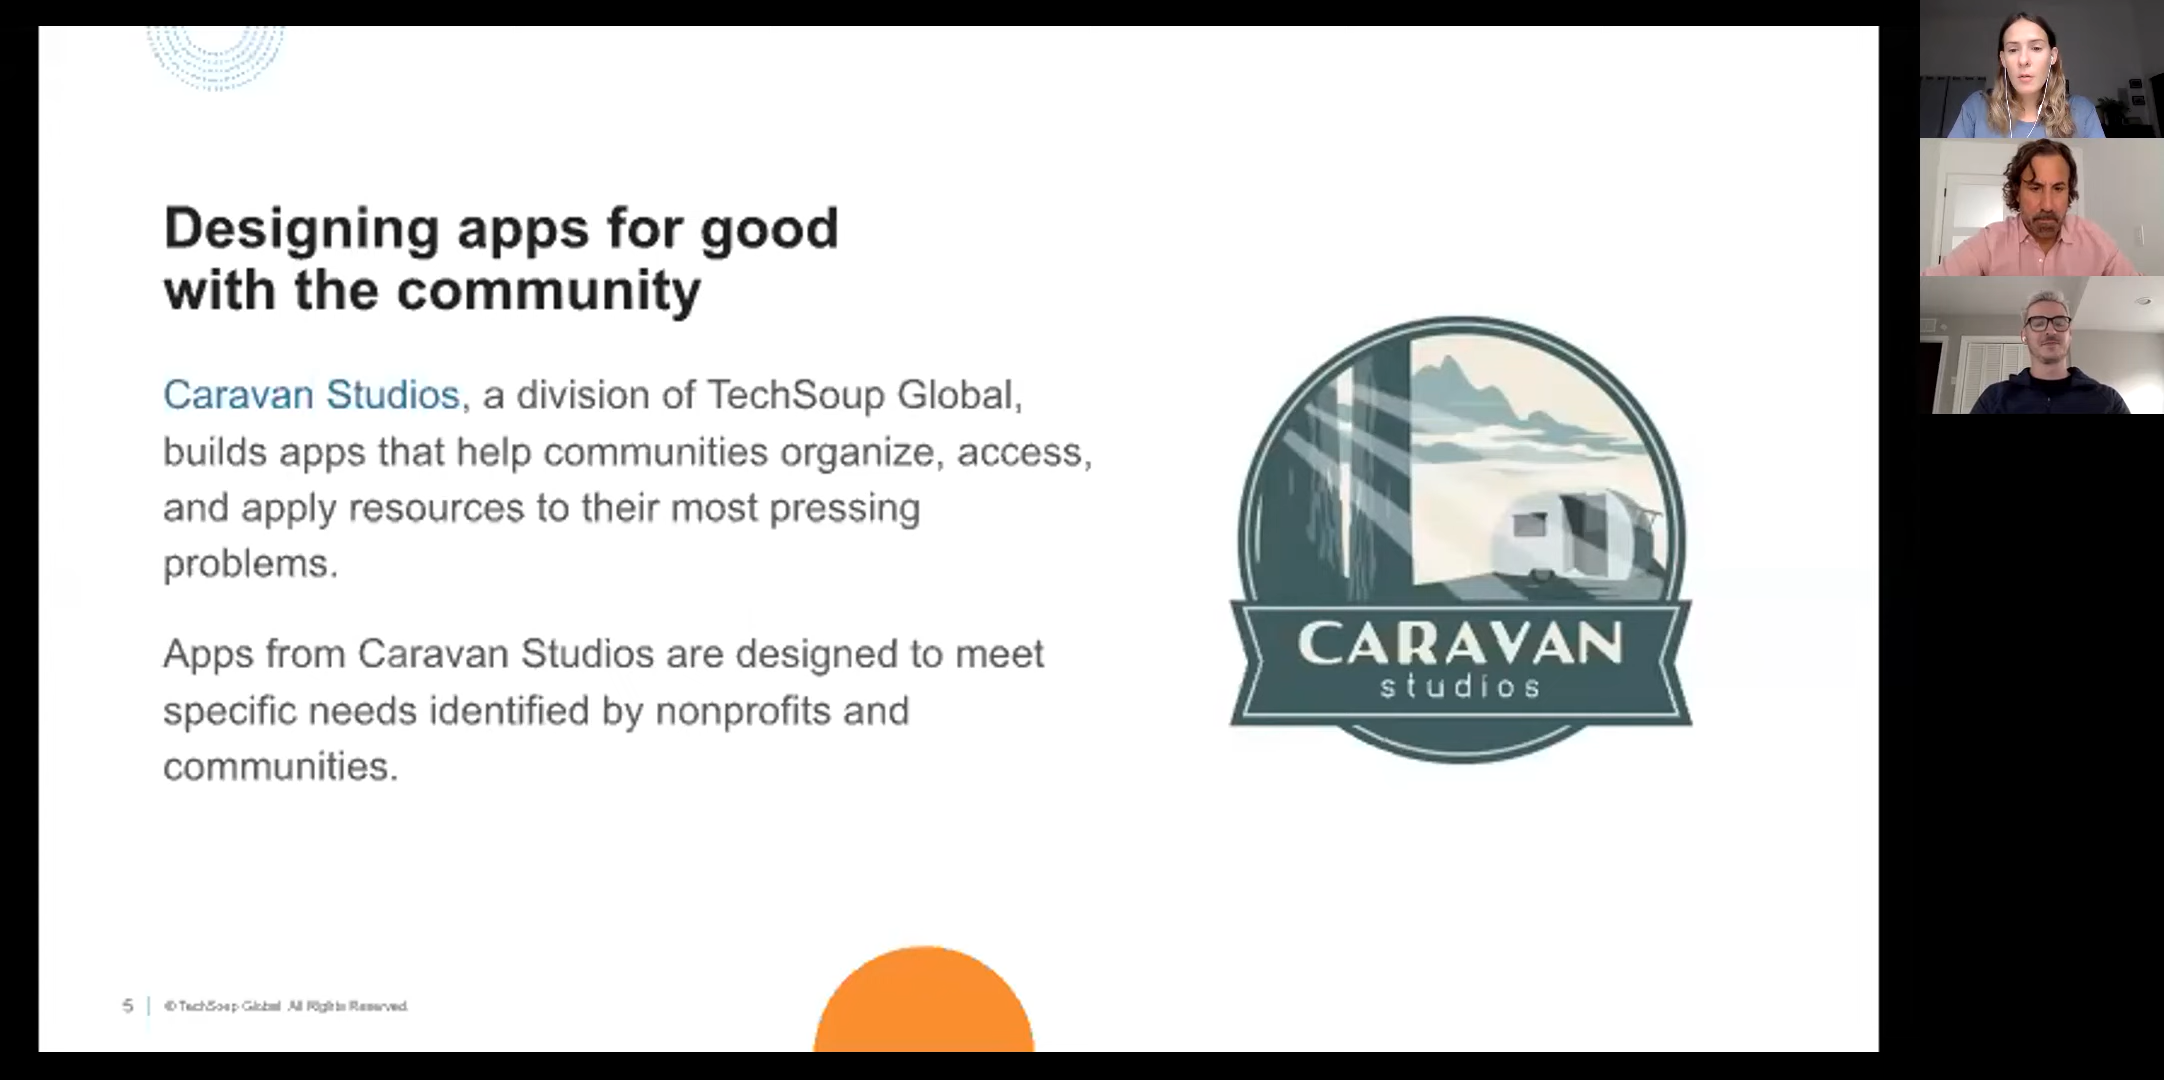 Designing apps for good
with the community
Caravan Studios, a division of TechSoup Global,
builds apps that help communities organize, access,
and apply resources to their most pressing
problems.
Apps from Caravan Studios are designed to meet
specific needs identified by nonprofits and
communities.
CARAVAN
studios
5 | © TechSoup Global. All Rights Reserved.